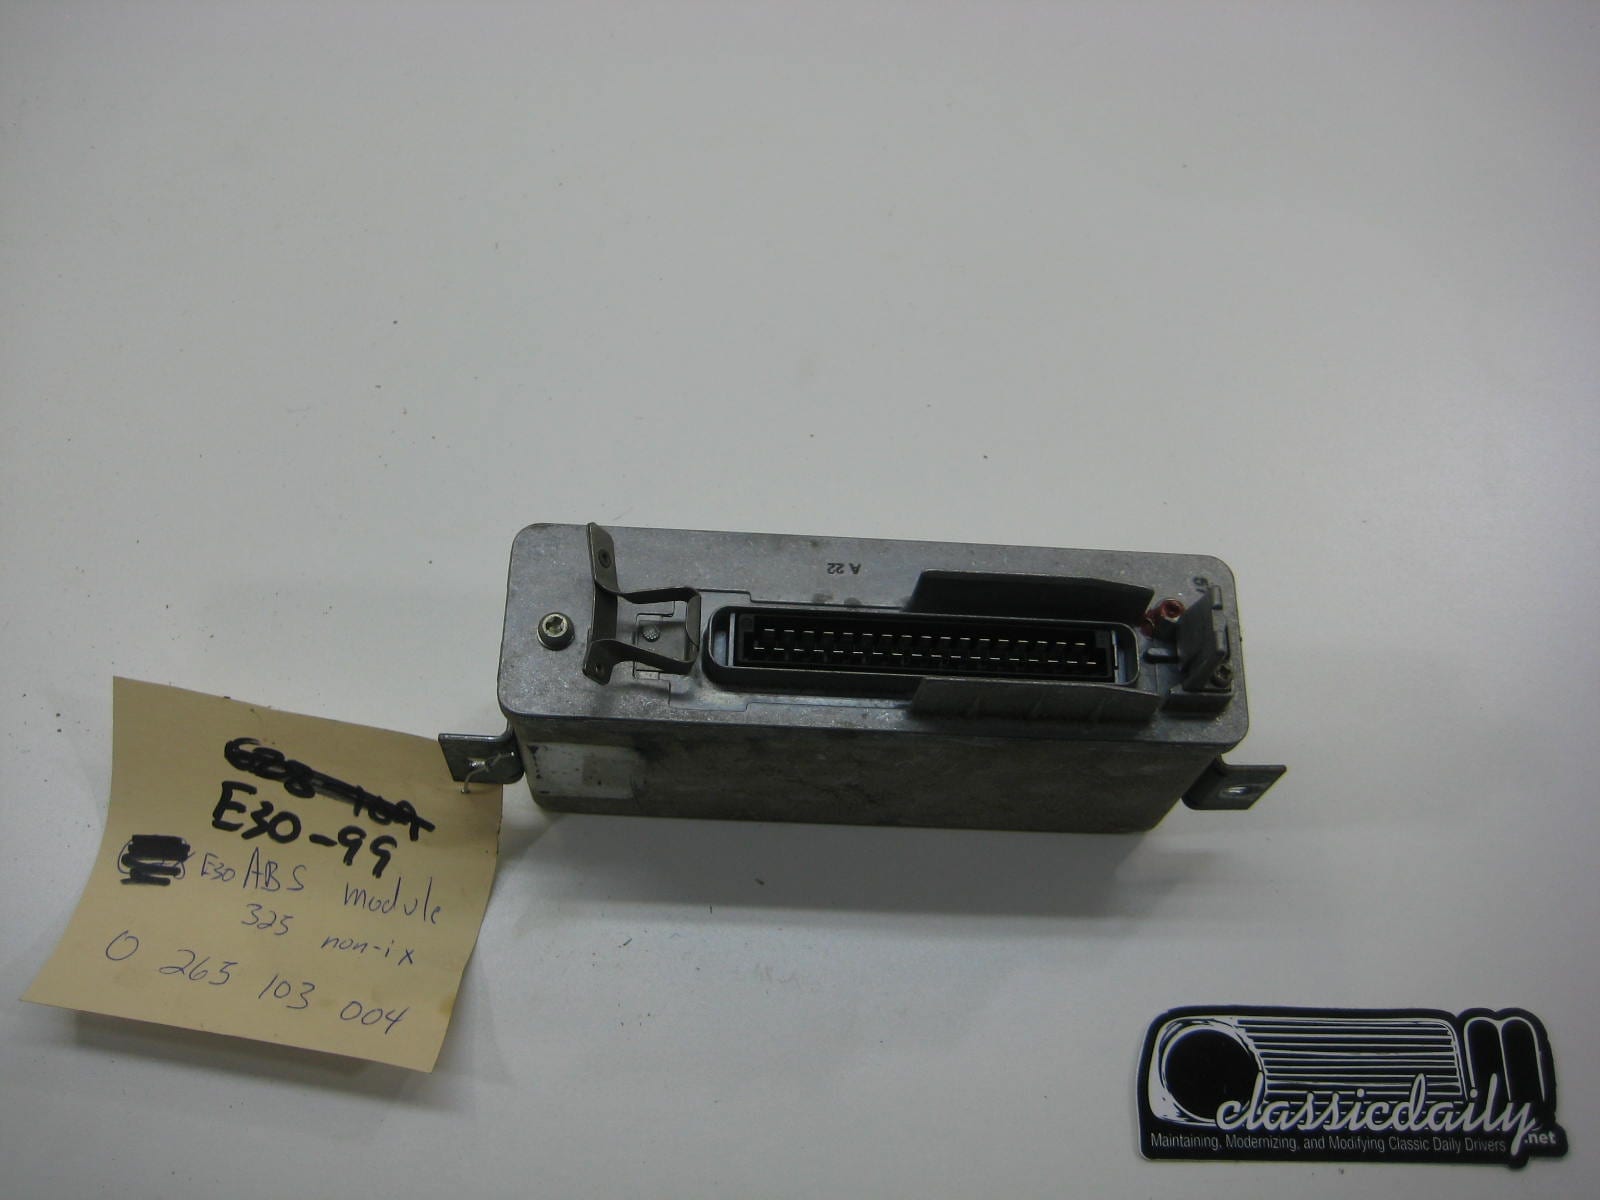 A 22
E30-99
E30 ABS module
325 non-ix
0 265 103 004
classicdaily.net
Maintaining, Modernizing, and Modifying Classic Daily Drivers